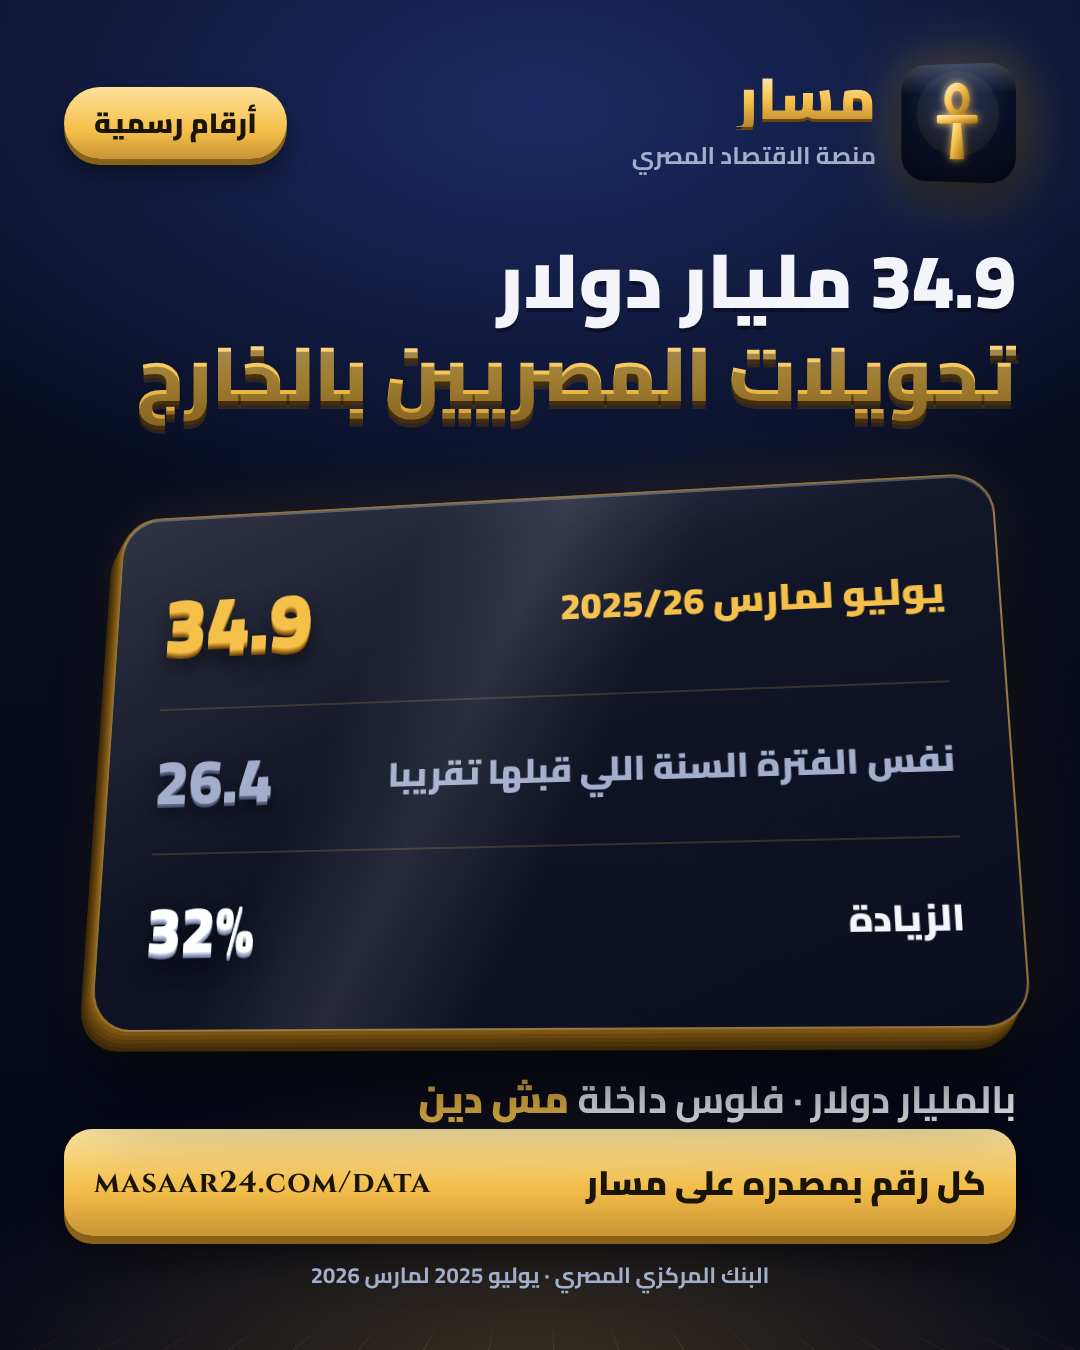 مسار
منصة الاقتصاد المصري
أرقام رسمية
34.9 مليار دولار
تحويلات المصريين بالخارج
يوليو لمارس 2025/26
34.9
نفس الفترة السنة اللي قبلها تقريبا
26.4
الزيادة
32%
بالمليار دولار · فلوس داخلة مش دين
كل رقم بمصدره على مسار
MASAAR24.COM/DATA
البنك المركزي المصري · يوليو 2025 لمارس 2026